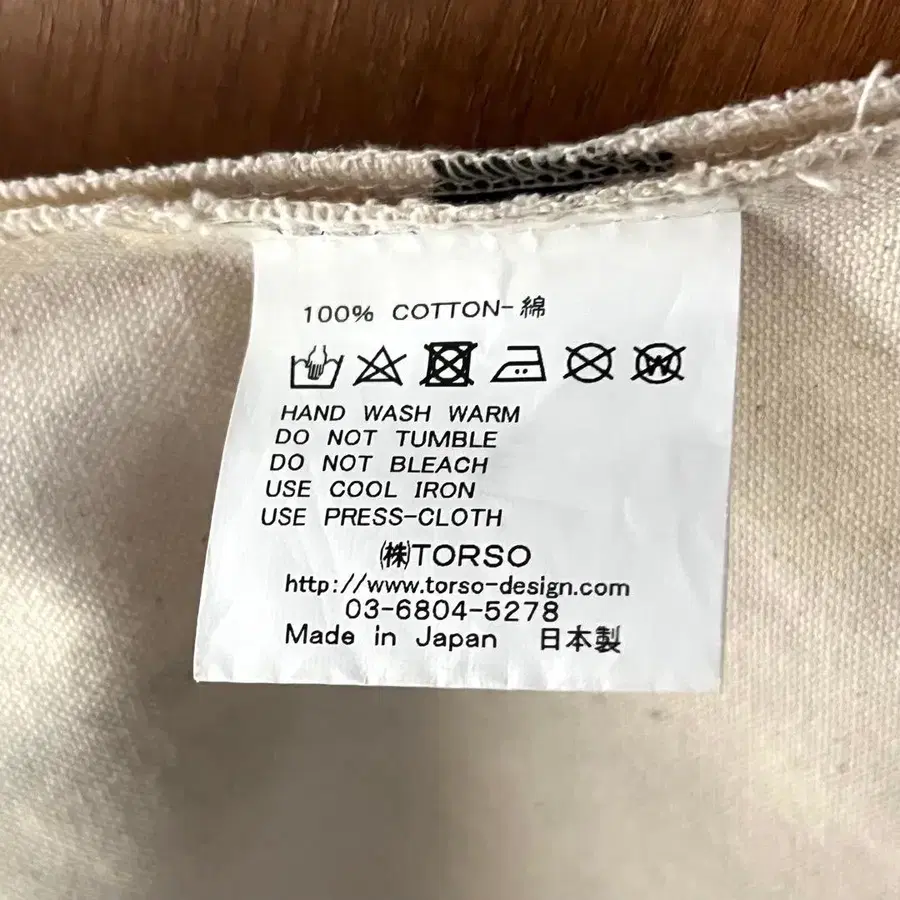 100% COTTON-綿
HAND WASH WARM
DO NOT TUMBLE
DO NOT BLEACH
USE COOL IRON
USE PRESS-CLOTH
㈱TORSO
http://www.torso-design.com
03-6804-5278
Made in Japan 日本製